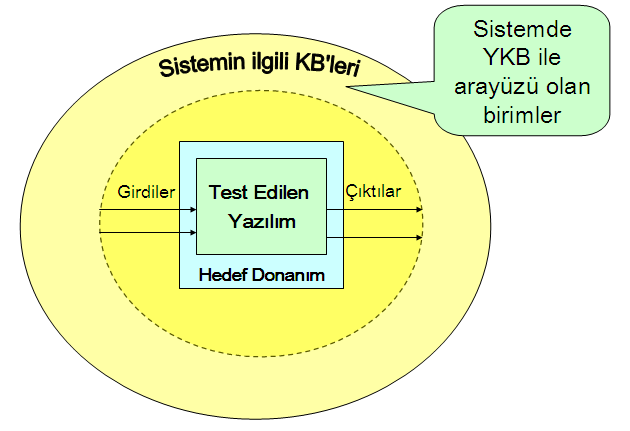 Sistemde
YKB ile
arayüzü olan
birimler
Sistemin ilgili KB'leri
Girdiler
Test Edilen
Yazılım
Çıktılar
Hedef Donanım